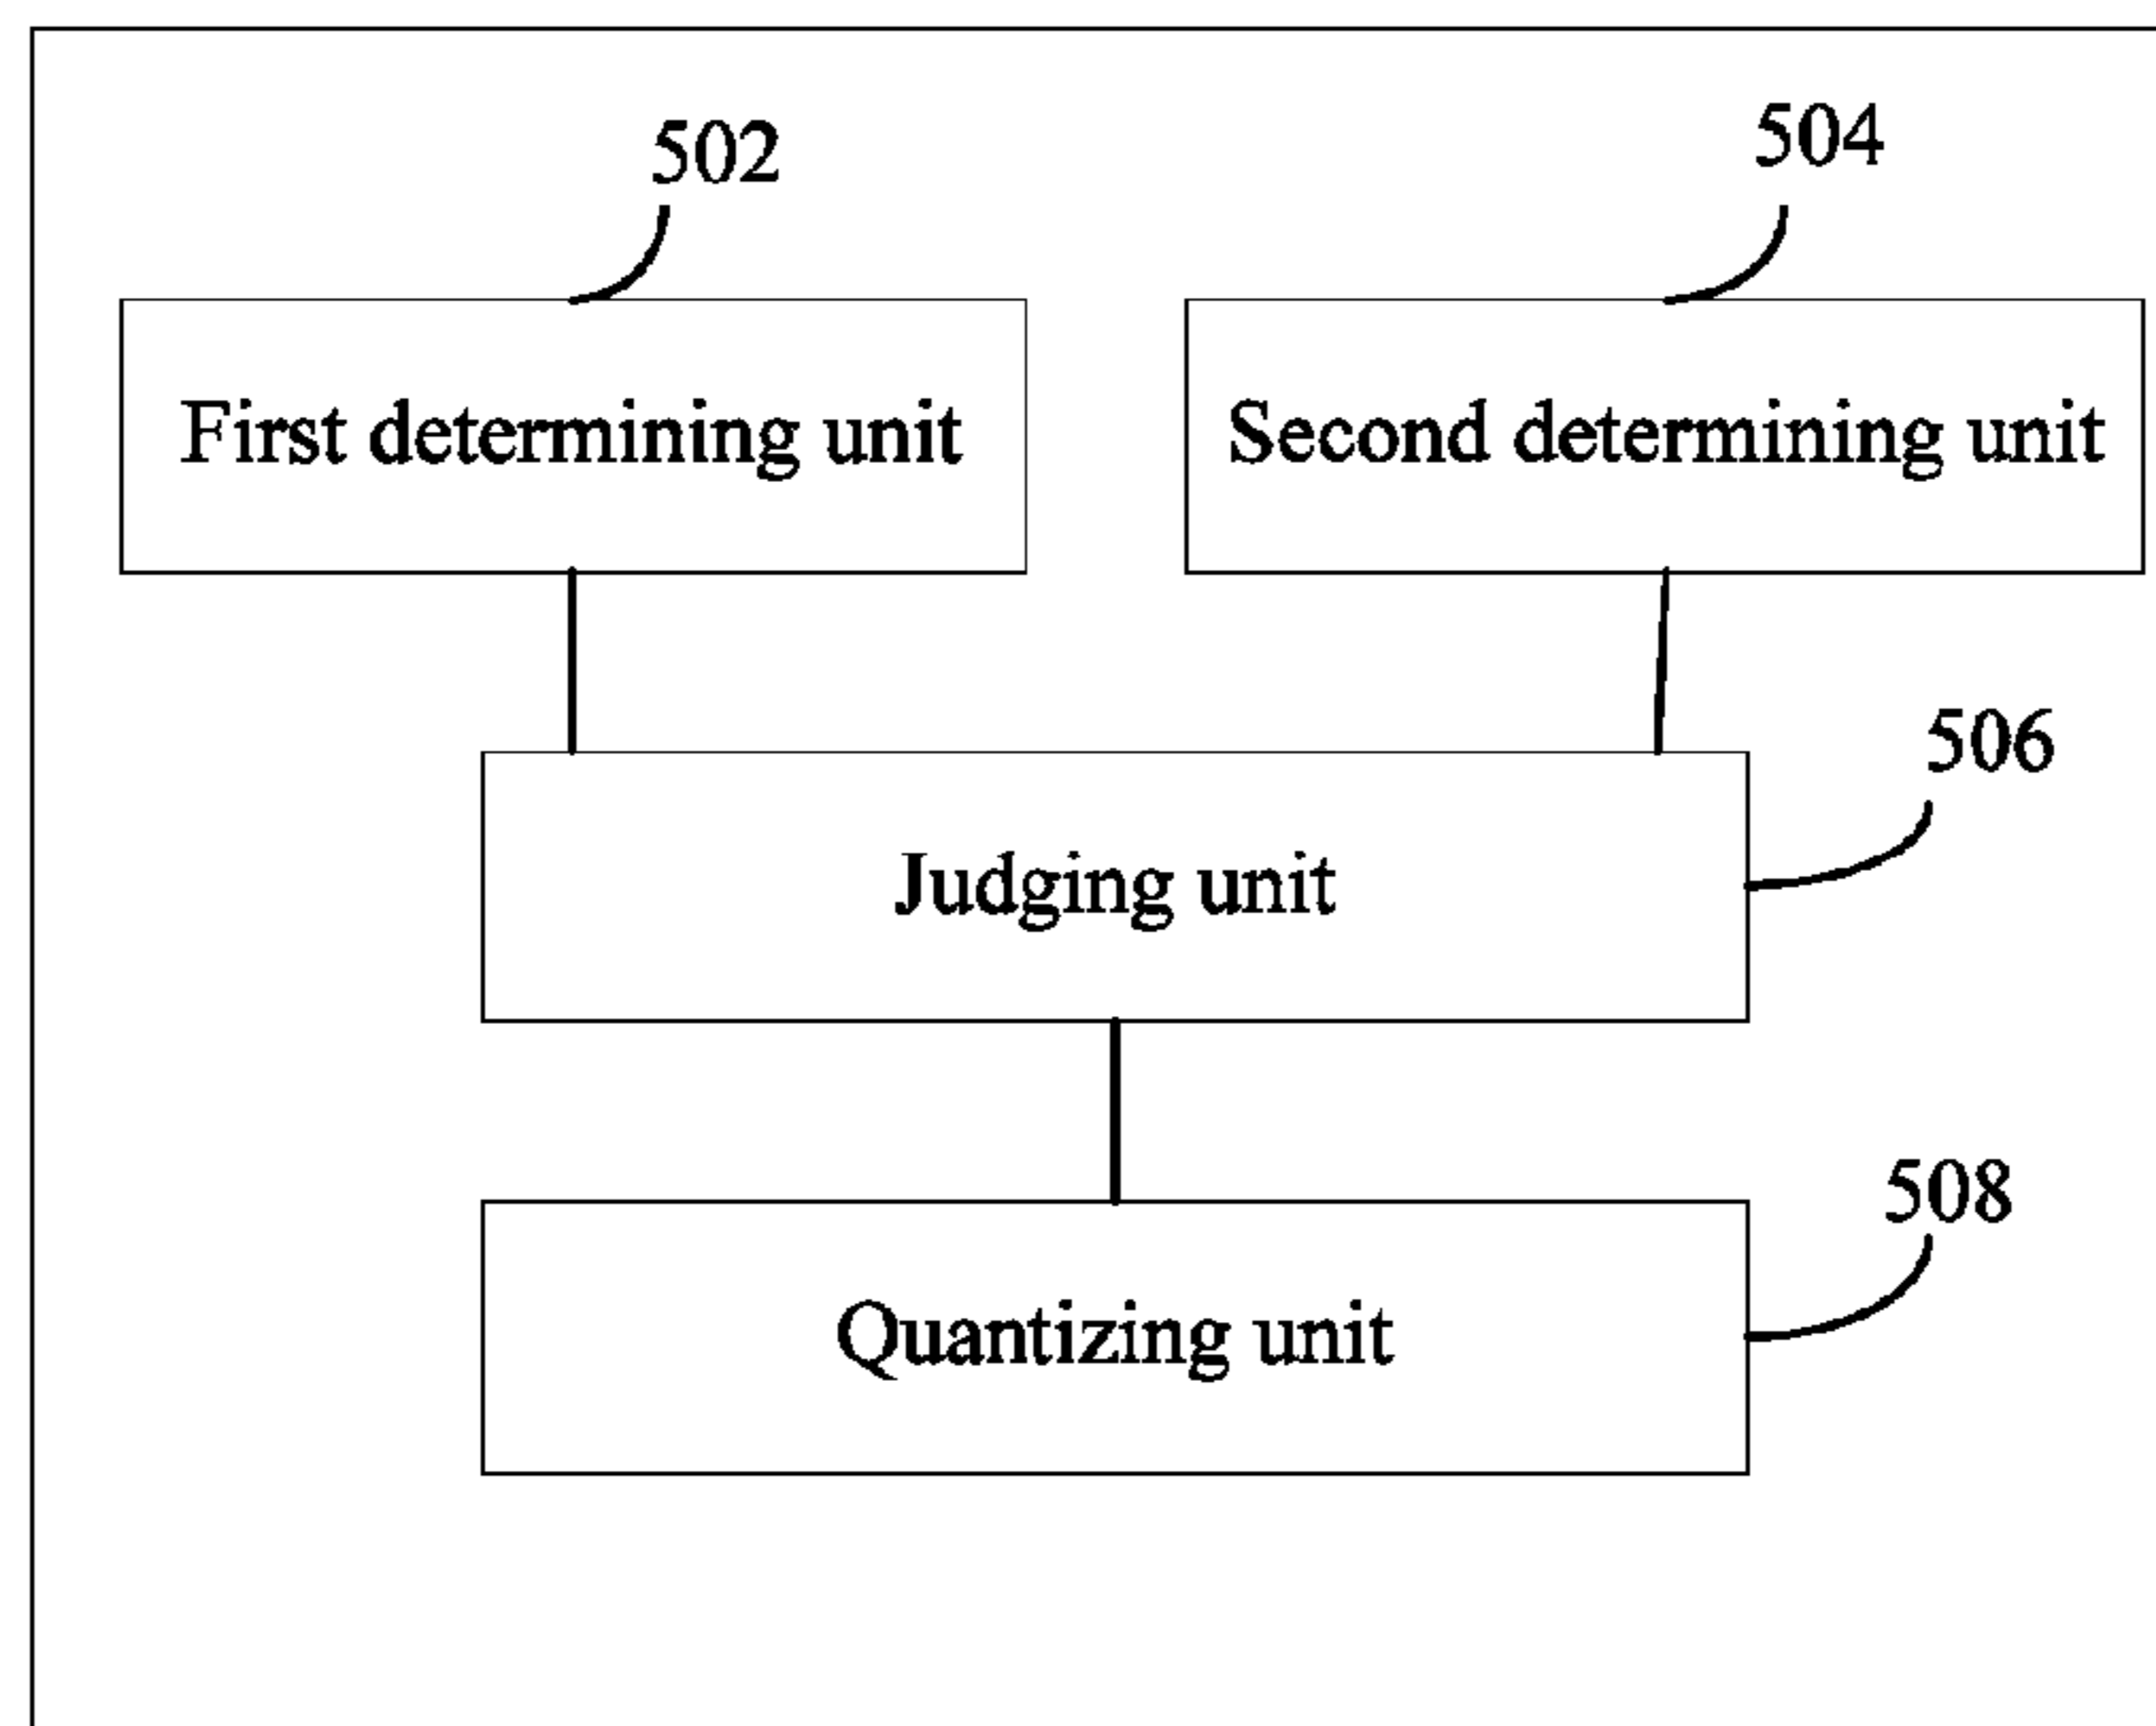 502
504
First determining unit
Second determining unit
506
Judging unit
508
Quantizing unit